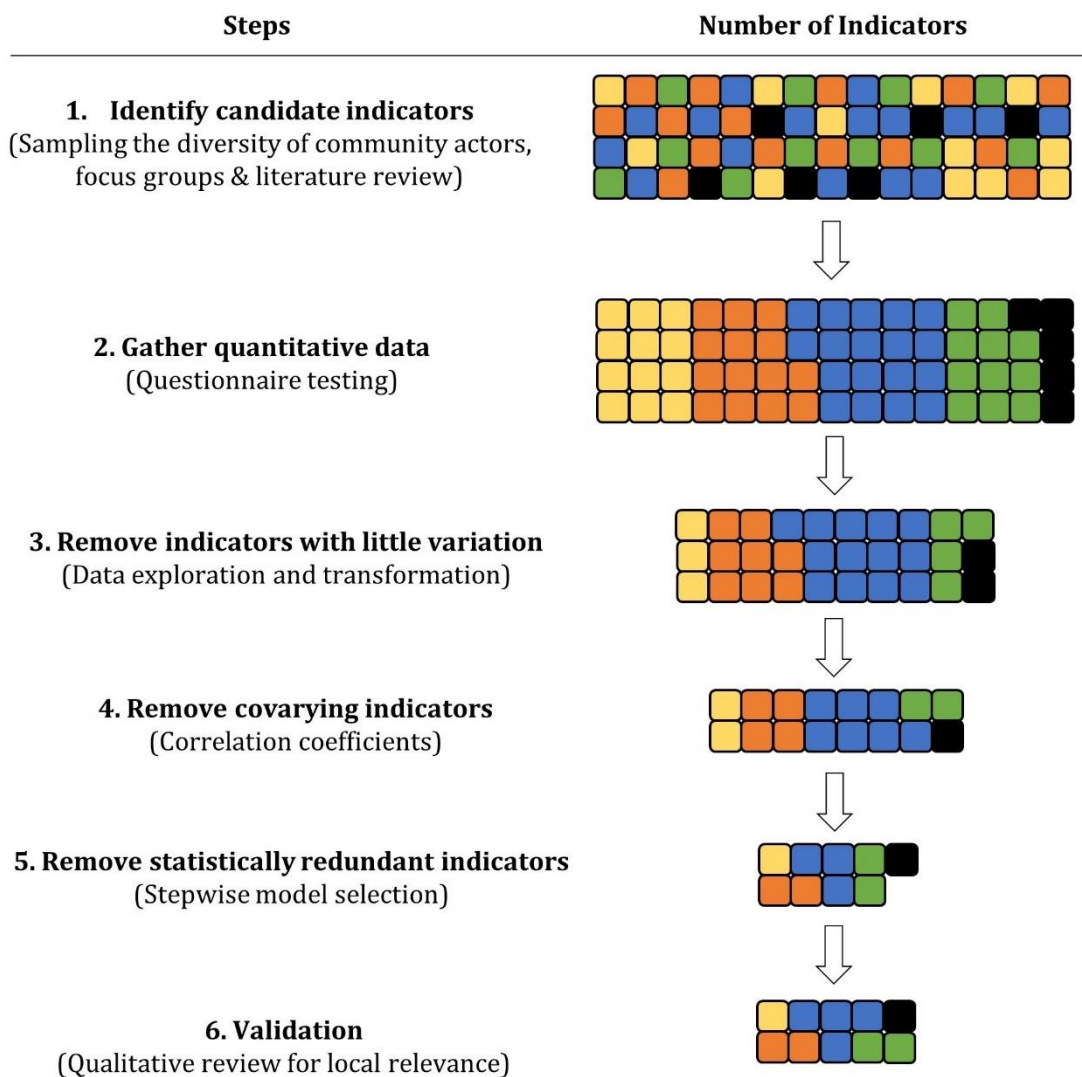 Steps
Number of Indicators
1. Identify candidate indicators
(Sampling the diversity of community actors,
focus groups & literature review)
2. Gather quantitative data
(Questionnaire testing)
3. Remove indicators with little variation
(Data exploration and transformation)
4. Remove covarying indicators
(Correlation coefficients)
5. Remove statistically redundant indicators
(Stepwise model selection)
6. Validation
(Qualitative review for local relevance)